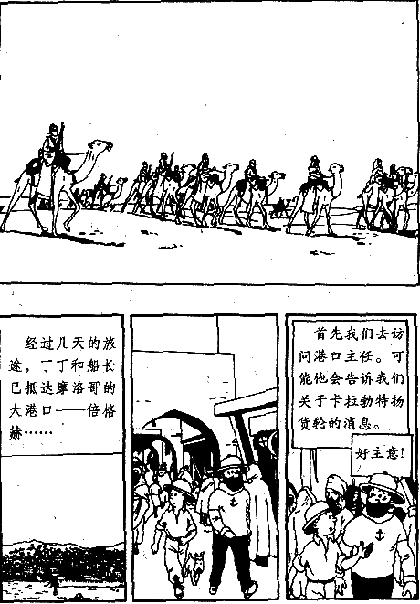 经过几天的旅
途，丁丁和船长
已抵达摩洛哥的
大港口——倍格
赫……
首先我们去访
问港口主任。可
能他会告诉我们
关于卡拉勃特扬
货轮的消息。
好主意！